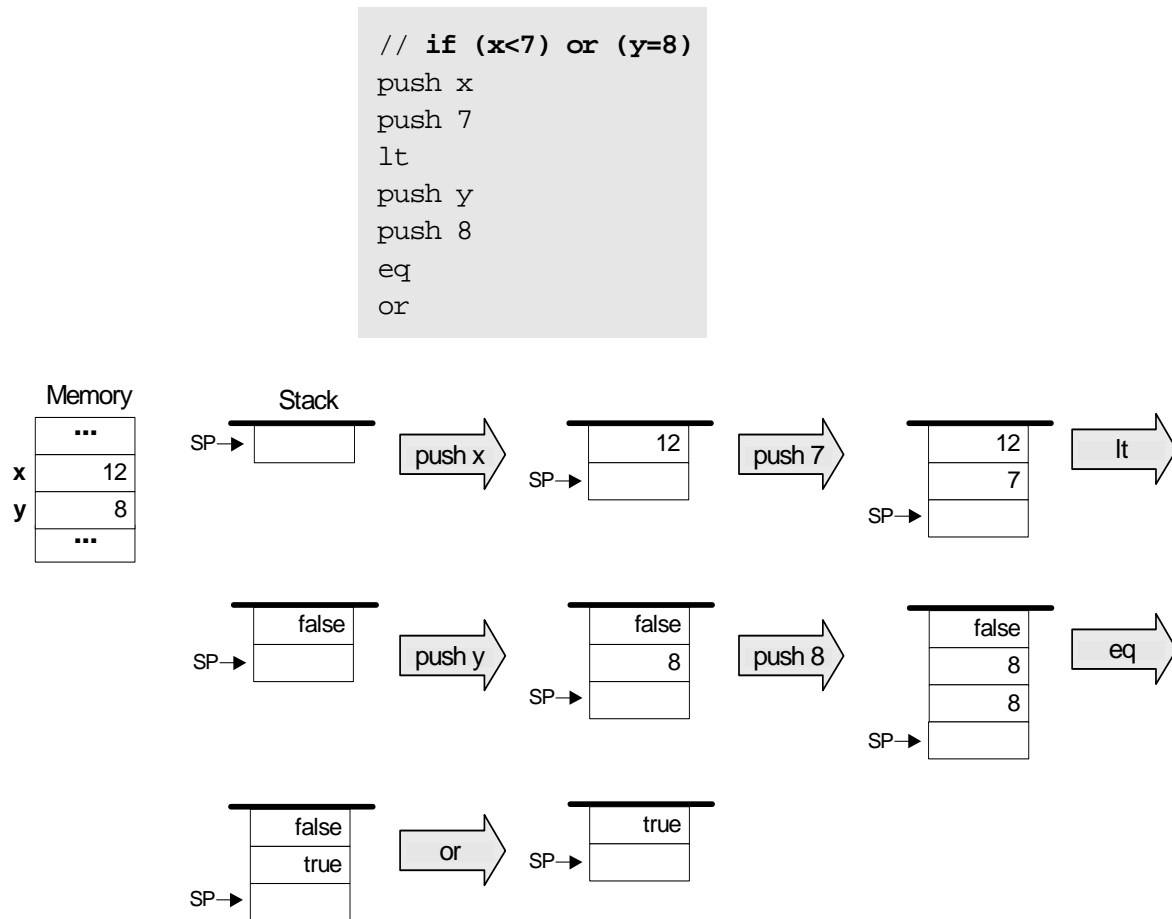 // if (x<7) or (y=8)
push x
push 7
lt
push y
push 8
eq
or
Memory
...
x 12
y 8
...
Stack
SP
push x
12
SP
push 7
12
7
SP
lt
false
SP
push y
false
8
SP
push 8
false
8
8
SP
eq
false
true
SP
or
true
SP